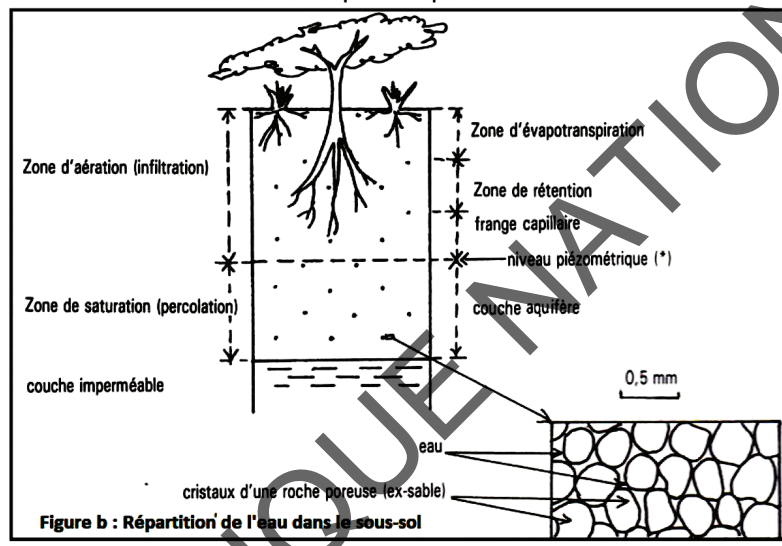 Zone d'évapotranspiration
Zone d'aération (infiltration)
Zone de rétention
frange capillaire
niveau piézométrique (*)
Zone de saturation (percolation)
couche aquifère
couche imperméable
0,5 mm
eau
cristaux d'une roche poreuse (ex-sable)
Figure b : Répartition de l'eau dans le sous-sol
QUE NATION